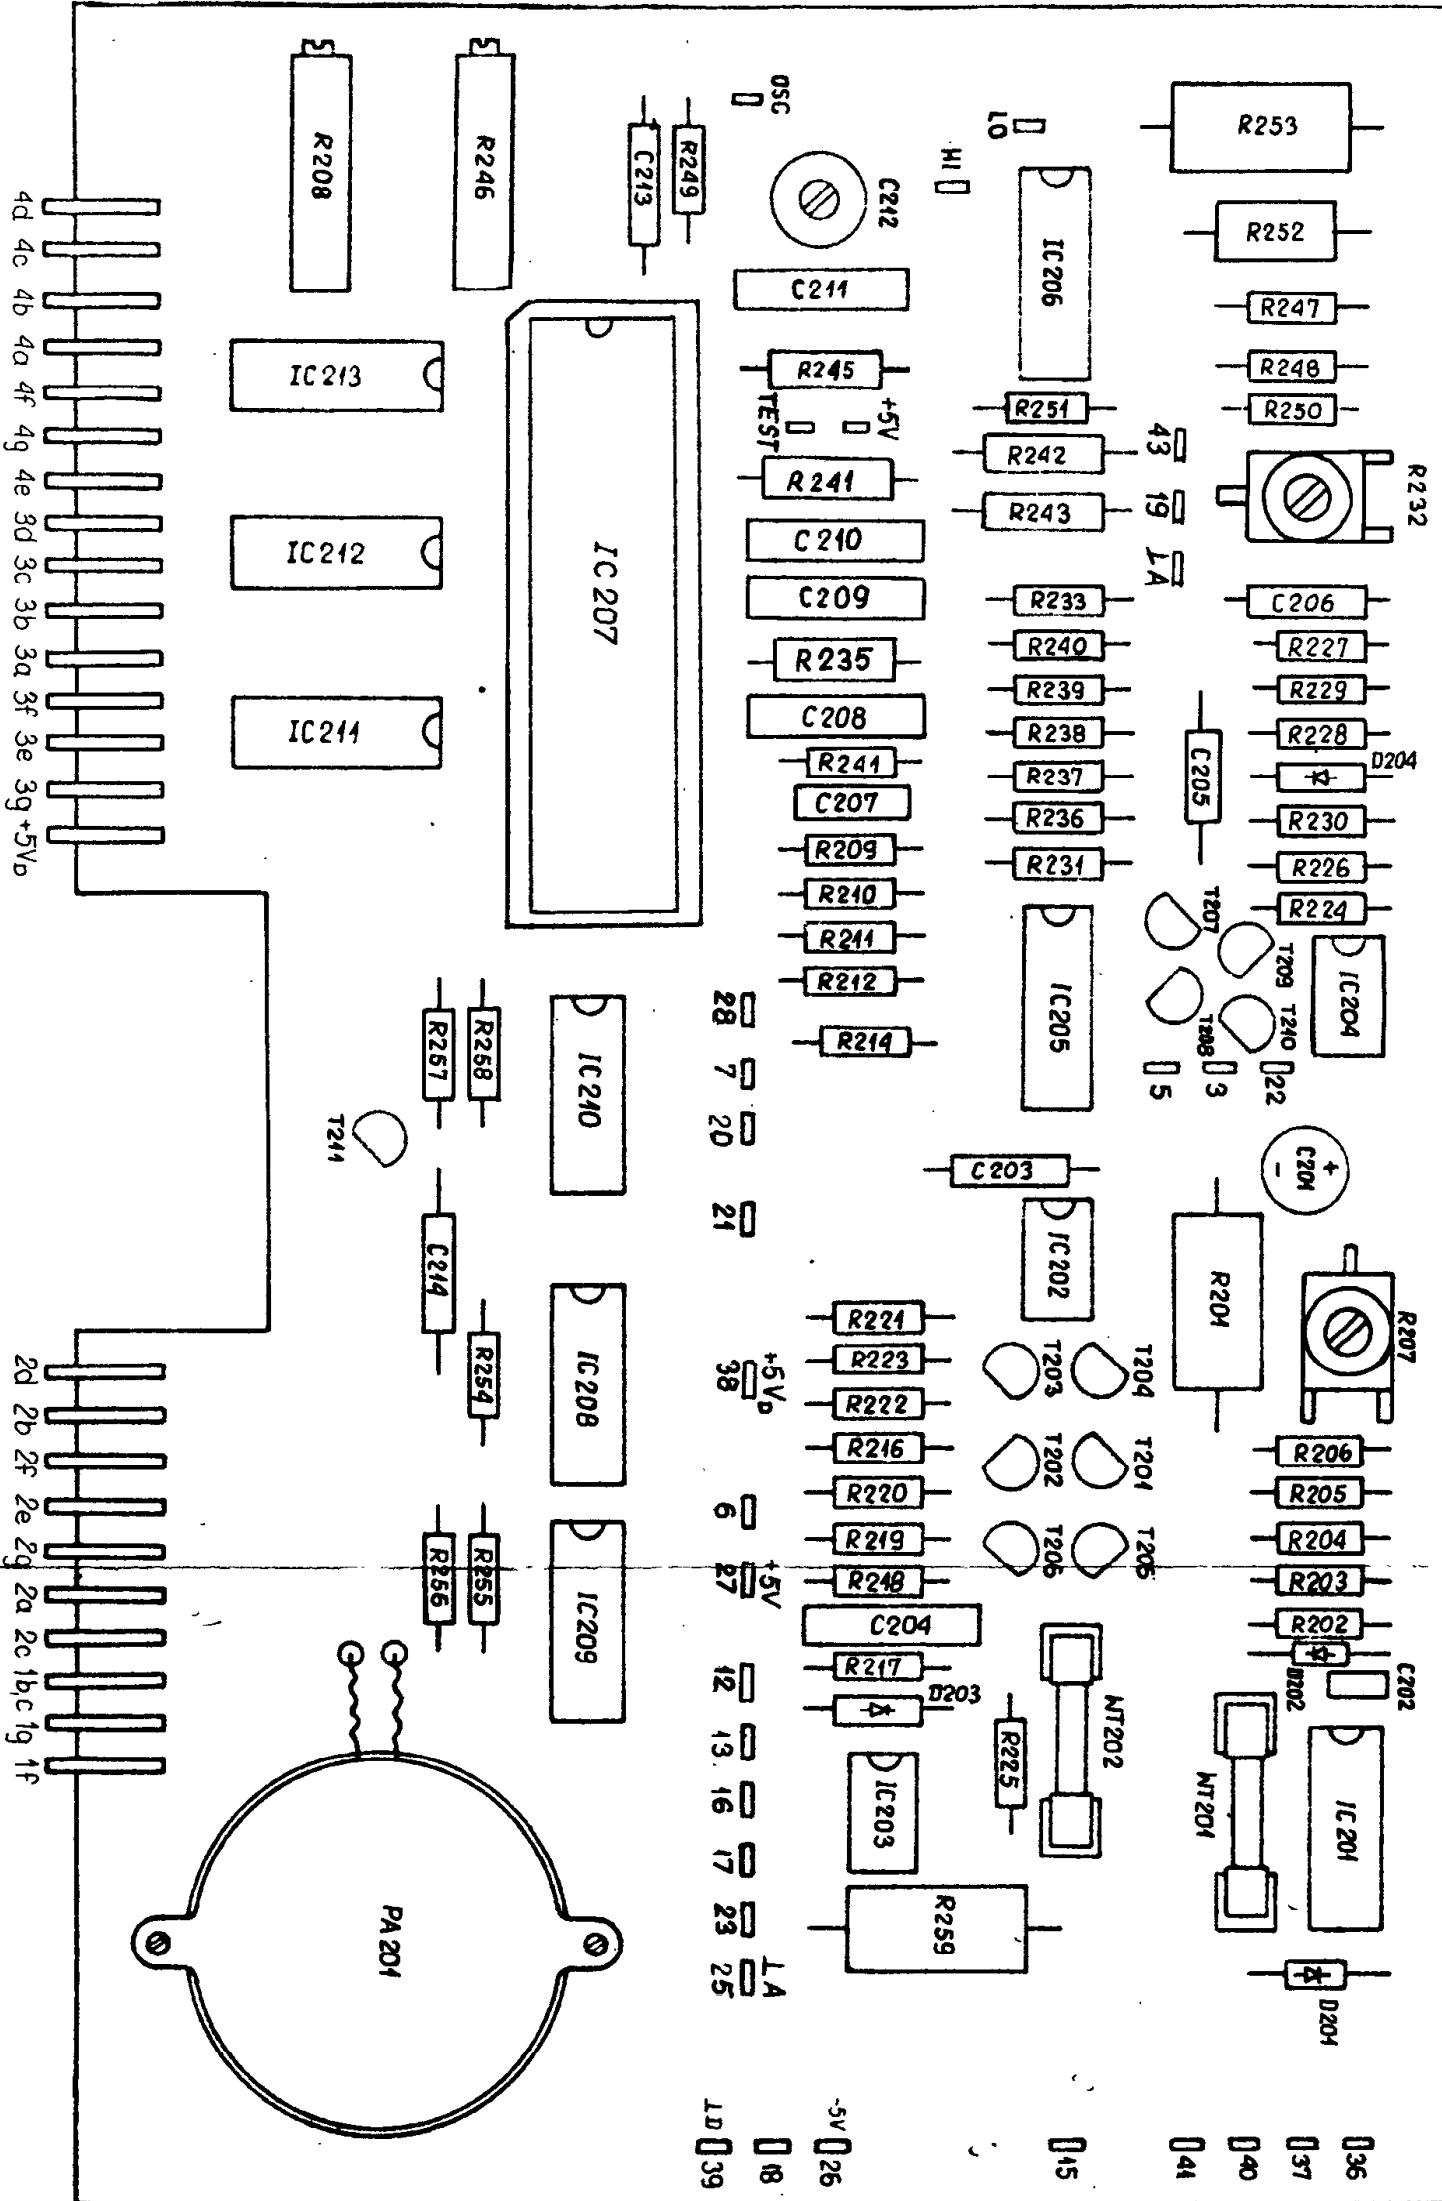 OSC
LO
HI
R253
R208
R246
C213
R249
C212
IC206
R252
4d
4c
4b
4a
4f
4g
4e
3d
3c
3b
3a
3f
3e
3g
+5VD
C211
R247
IC213
R245
R248
TEST
+5V
R251
R250
43
R242
R232
R241
19
R243
IC212
IC207
C210
⊥A
C209
R233
C206
R235
R240
R227
R239
R229
IC211
C208
R238
R228
D204
R241
R237
C205
C207
R236
R230
R209
R231
R226
R210
R224
T207
R211
T209
R212
IC204
28
IC205
T208
T210
R257
R258
IC210
R214
7
5
3
22
T211
20
C203
+
C201
-
21
IC202
C214
R201
R221
R207
2d
2b
2f
2e
2g
2a
2c
1b,c
1g
1f
R254
IC208
38
+5VD
R223
T203
T204
R222
R216
T202
T201
R206
6
R220
R205
R256
R255
IC209
R219
T206
T205
R204
27
+5V
R218
R203
C204
R202
12
R217
D202
C202
D203
NT202
13
R225
16
IC203
NT201
IC201
17
23
R259
PA201
25
⊥A
D201
⊥D
39
18
-5V
26
15
41
40
37
36